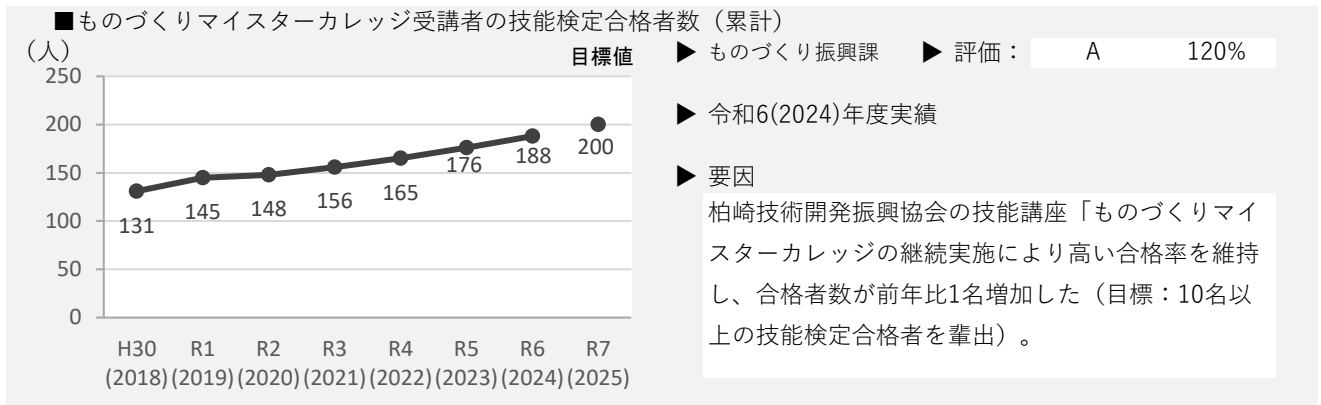 ■ものづくりマイスターカレッジ受講者の技能検定合格者数（累計）
（人）
目標値
250
200
150
100
50
0
131
145
148
156
165
176
188
200
H30 R1 R2 R3 R4 R5 R6 R7
(2018) (2019) (2020) (2021) (2022) (2023) (2024) (2025)
▶ ものづくり振興課 ▶ 評価： A 120%
▶ 令和6(2024)年度実績
▶ 要因
柏崎技術開発振興協会の技能講座「ものづくりマイ
スターカレッジの継続実施により高い合格率を維持
し、合格者数が前年比1名増加した（目標：10名以
上の技能検定合格者を輩出）。